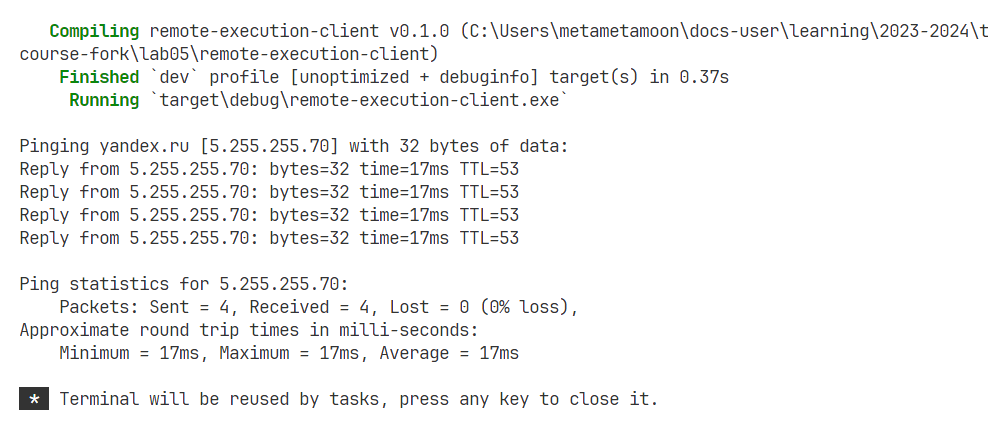 Compiling remote-execution-client v0.1.0 (C:\Users\metametamoon\docs-user\learning\2023-2024\t
course-fork\lab05\remote-execution-client)
Finished `dev` profile [unoptimized + debuginfo] target(s) in 0.37s
Running `target\debug\remote-execution-client.exe`
Pinging yandex.ru [5.255.255.70] with 32 bytes of data:
Reply from 5.255.255.70: bytes=32 time=17ms TTL=53
Reply from 5.255.255.70: bytes=32 time=17ms TTL=53
Reply from 5.255.255.70: bytes=32 time=17ms TTL=53
Reply from 5.255.255.70: bytes=32 time=17ms TTL=53
Ping statistics for 5.255.255.70:
Packets: Sent = 4, Received = 4, Lost = 0 (0% loss),
Approximate round trip times in milli-seconds:
Minimum = 17ms, Maximum = 17ms, Average = 17ms
* Terminal will be reused by tasks, press any key to close it.